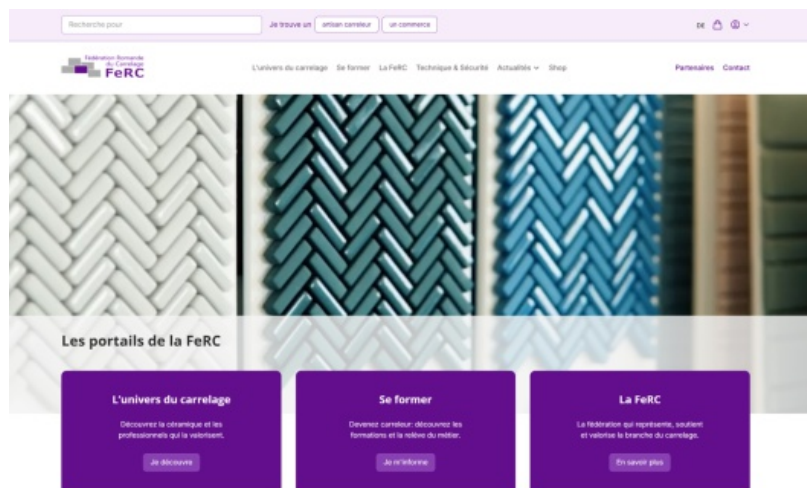 Recherche pour
Je trouve un artisan carreleur un commerce
DE
Fédération Romande
du Carrelage
FeRC
L'univers du carrelage Se former La FeRC Technique & Sécurité Actualités Shop
Partenaires Contact
Les portails de la FeRC
L'univers du carrelage
Découvrez la céramique et les
professionnels qui la valorisent.
Je découvre
Se former
Devenez carreleur: découvrez les
formations et la relève du métier.
Je m'informe
La FeRC
La fédération qui représente, soutient
et valorise la branche du carrelage.
En savoir plus